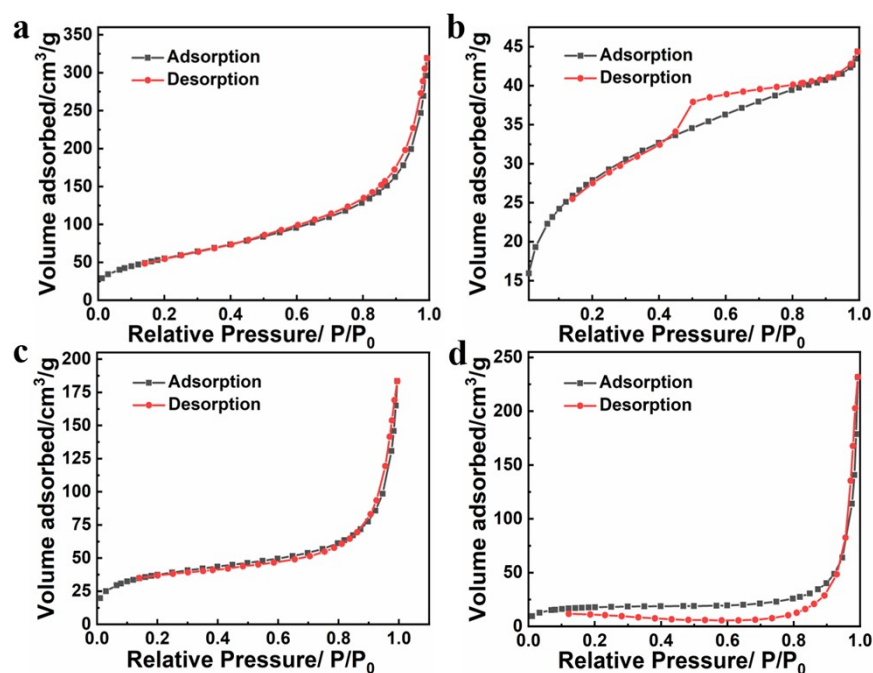 a
Volume adsorbed/cm³/g
350
300
250
200
150
100
50
0
Adsorption
Desorption
0.0 0.2 0.4 0.6 0.8 1.0
Relative Pressure/ P/P₀
b
Volume adsorbed/cm³/g
45
40
35
30
25
20
15
Adsorption
Desorption
0.2 0.4 0.6 0.8 1.0
Relative Pressure/ P/P₀
c
Volume adsorbed/cm³/g
200
175
150
125
100
75
50
25
0
Adsorption
Desorption
0.0 0.2 0.4 0.6 0.8 1.0
Relative Pressure/ P/P₀
d
Volume adsorbed/cm³/g
250
200
150
100
50
0
Adsorption
Desorption
0.0 0.2 0.4 0.6 0.8 1.0
Relative Pressure/ P/P₀